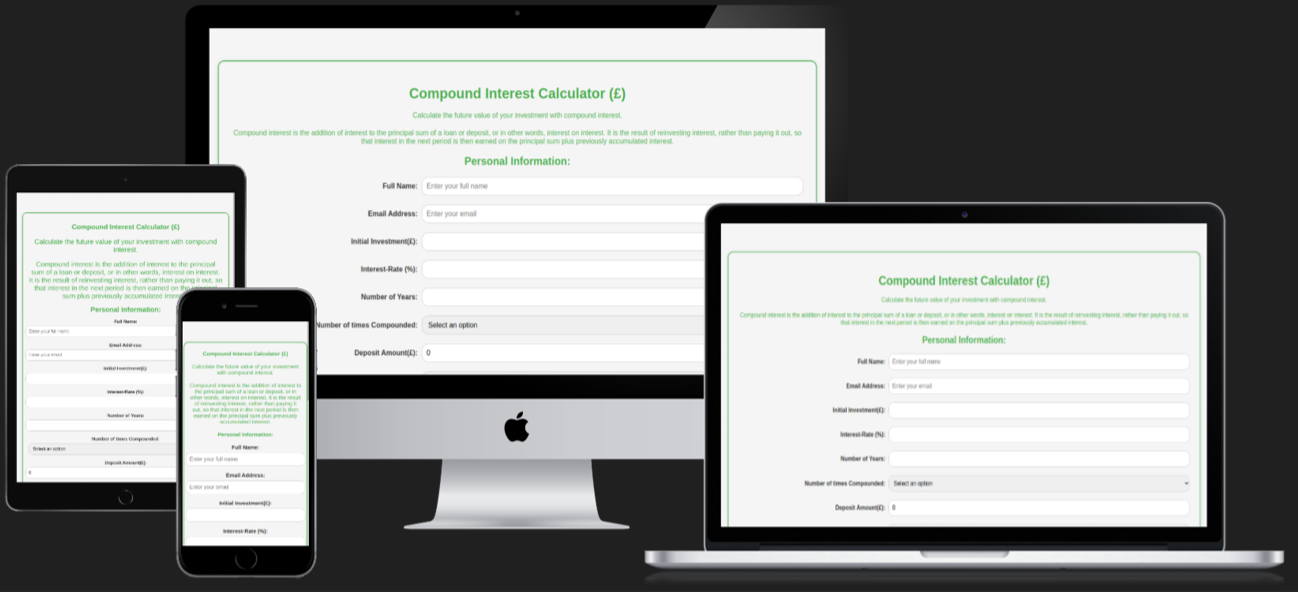 Compound Interest Calculator (£)
Calculate the future value of your investment with compound interest.
Compound interest is the addition of interest to the principal sum of a loan or deposit, or in other words, interest on interest. It is the result of reinvesting interest, rather than paying it out, so
that interest in the next period is then earned on the principal sum plus previously accumulated interest.
Personal Information:
Full Name: Enter your full name
Email Address: Enter your email
Initial Investment(£):
Interest-Rate (%):
Number of Years:
Number of times Compounded: Select an option
Deposit Amount(£): 0
Compound Interest Calculator (£)
Calculate the future value of your investment with compound
interest.
Compound interest is the addition of interest to the principal
sum of a loan or deposit, or in other words, interest on interest.
It is the result of reinvesting interest, rather than paying it out, so
that interest in the next period is then earned on the
sum plus previously accumulated
Personal Information:
Full Name:
Enter your full name
Email Address:
Enter your email
Initial Investment(£):
Interest-Rate (%):
Number of Years:
Number of times Compounded:
Select an option
Deposit Amount(£):
0
Compound Interest Calculator (£)
Calculate the future value of your investment
with compound interest.
Compound interest is the addition of interest to
the principal sum of a loan or deposit, or in
other words, interest on interest. It is the result
of reinvesting interest, rather than paying it
out, so that interest in the next period is then
earned on the principal sum plus previously
accumulated interest.
Personal Information:
Full Name:
Enter your full name
Email Address:
Enter your email
Initial Investment(£):
Interest-Rate (%):
Compound Interest Calculator (£)
Calculate the future value of your investment with compound interest.
Compound interest is the addition of interest to the principal sum of a loan or deposit, or in other words, interest on interest. It is the result of reinvesting interest, rather than paying it out, so
that interest in the next period is then earned on the principal sum plus previously accumulated interest.
Personal Information:
Full Name: Enter your full name
Email Address: Enter your email
Initial Investment(£):
Interest-Rate (%):
Number of Years:
Number of times Compounded: Select an option
Deposit Amount(£): 0